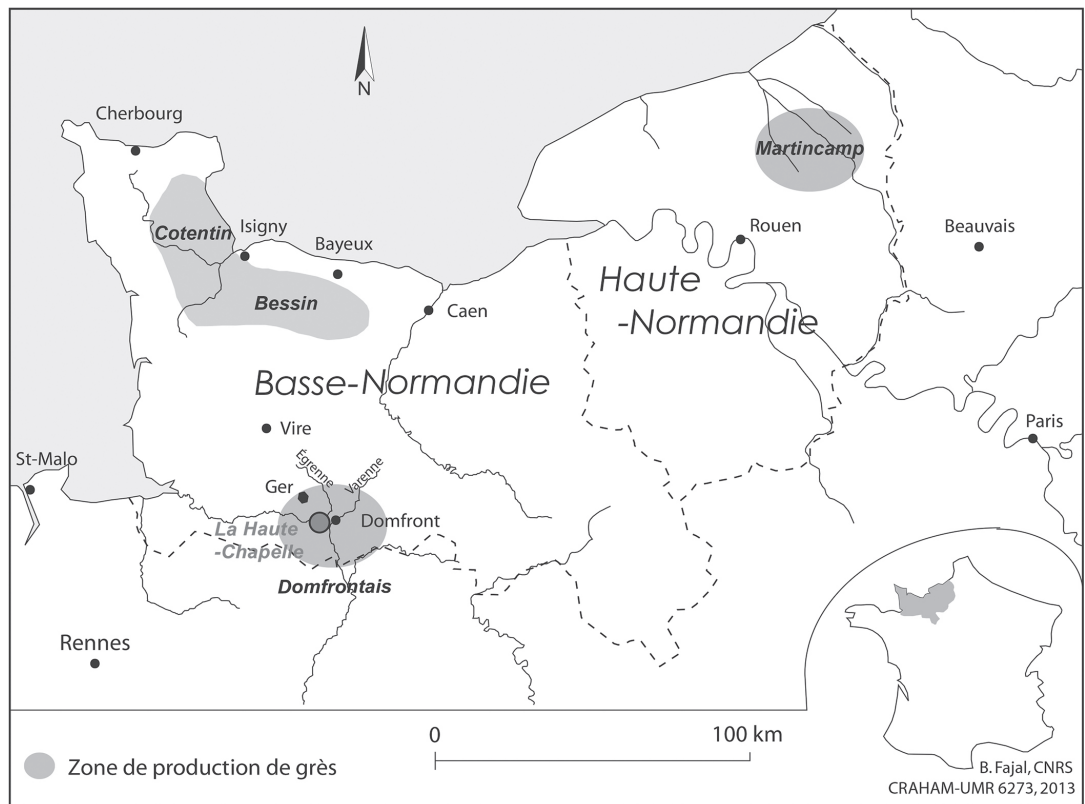 N
Cherbourg
Martincamp
Cotentin
Isigny
Bayeux
Rouen
Beauvais
Haute
-Normandie
Bessin
Caen
Basse-Normandie
Vire
Paris
St-Malo
Égrenne
Varenne
Ger
Domfront
La Haute
-Chapelle
Domfrontais
Rennes
0
100 km
Zone de production de grès
B. Fajal, CNRS
CRAHAM-UMR 6273, 2013